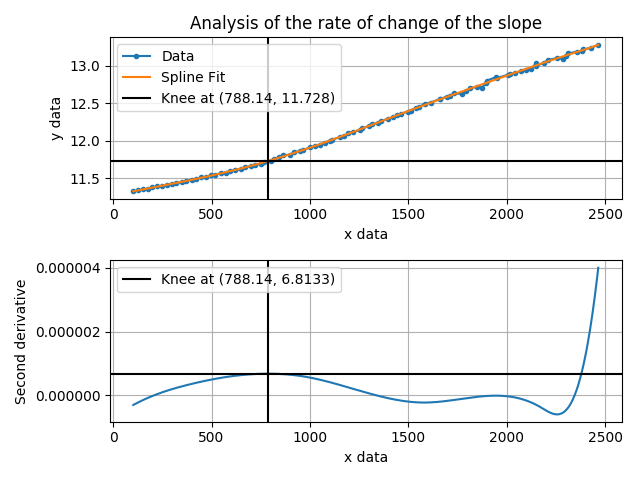 Analysis of the rate of change of the slope
Data
Spline Fit
Knee at (788.14, 11.728)
13.0
12.5
12.0
11.5
y data
0
500
1000
1500
2000
2500
x data
Knee at (788.14, 6.8133)
0.000004
0.000002
0.000000
Second derivative
0
500
1000
1500
2000
2500
x data